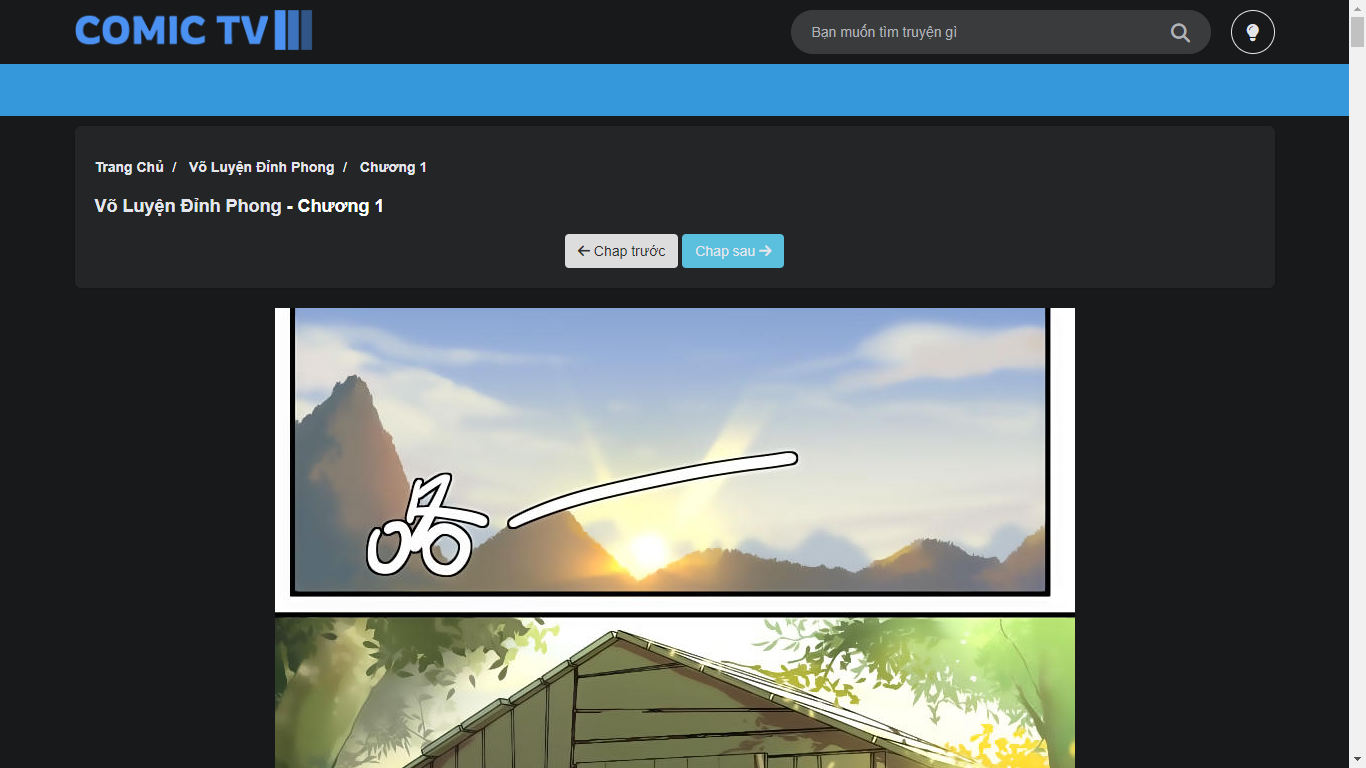 COMIC TV
Bạn muốn tìm truyện gì
Trang Chủ / Võ Luyện Đỉnh Phong / Chương 1
Võ Luyện Đỉnh Phong - Chương 1
← Chap trước
Chap sau →